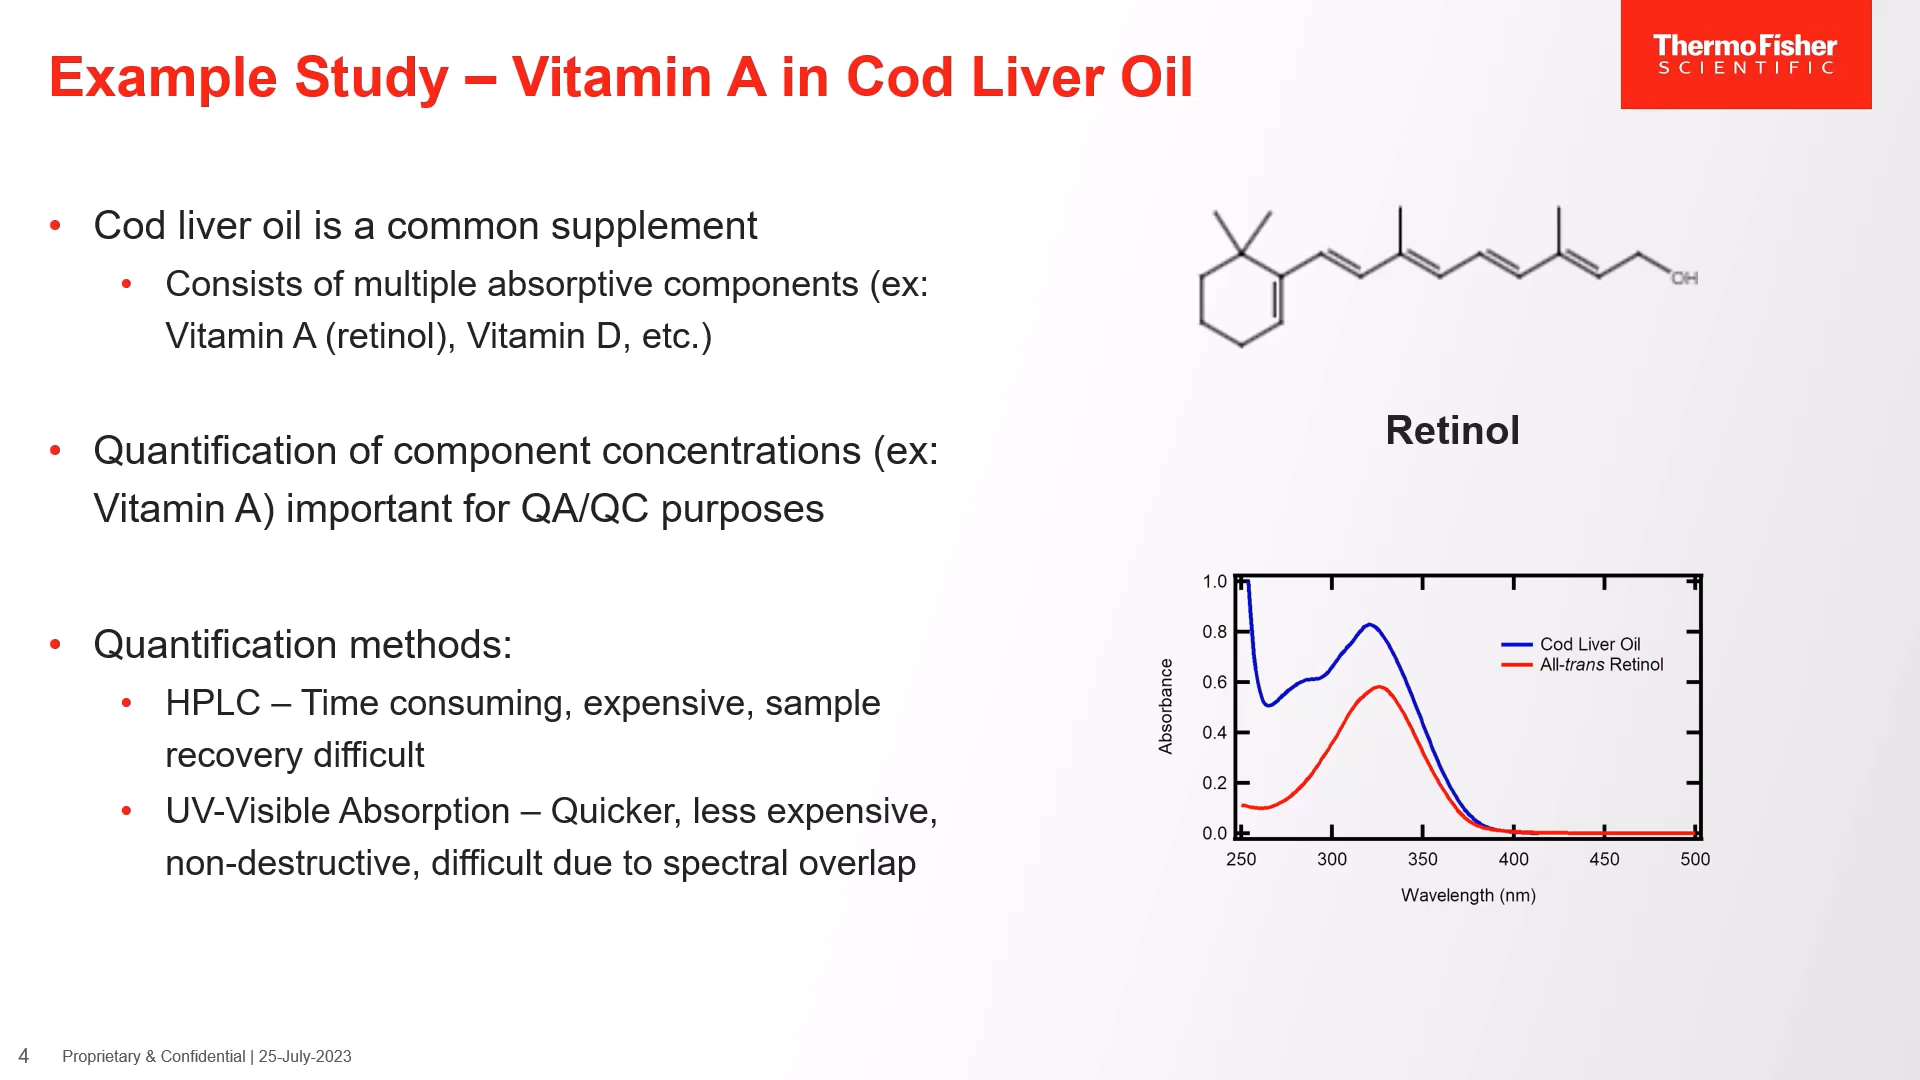 Example Study – Vitamin A in Cod Liver Oil
ThermoFisher
SCIENTIFIC
• Cod liver oil is a common supplement
• Consists of multiple absorptive components (ex:
Vitamin A (retinol), Vitamin D, etc.)
• Quantification of component concentrations (ex:
Vitamin A) important for QA/QC purposes
• Quantification methods:
• HPLC – Time consuming, expensive, sample
recovery difficult
• UV-Visible Absorption – Quicker, less expensive,
non-destructive, difficult due to spectral overlap
OH
Retinol
1.0
0.8
0.6
0.4
0.2
0.0
Absorbance
Cod Liver Oil
All-trans Retinol
250 300 350 400 450 500
Wavelength (nm)
4 Proprietary & Confidential | 25-July-2023